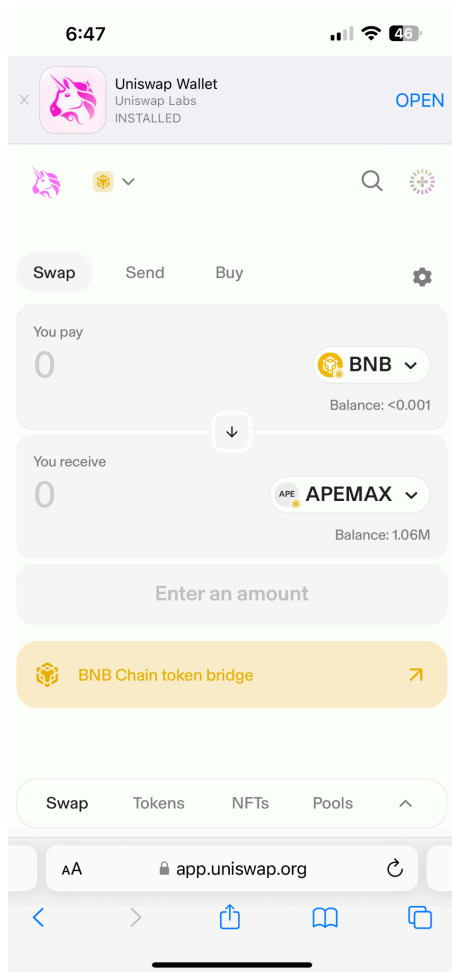 6:47
46
Uniswap Wallet
Uniswap Labs
INSTALLED
OPEN
Swap Send Buy
You pay
0
BNB
Balance: <0.001
You receive
0
APE APEMAX
Balance: 1.06M
Enter an amount
BNB Chain token bridge
Swap Tokens NFTs Pools
AA app.uniswap.org